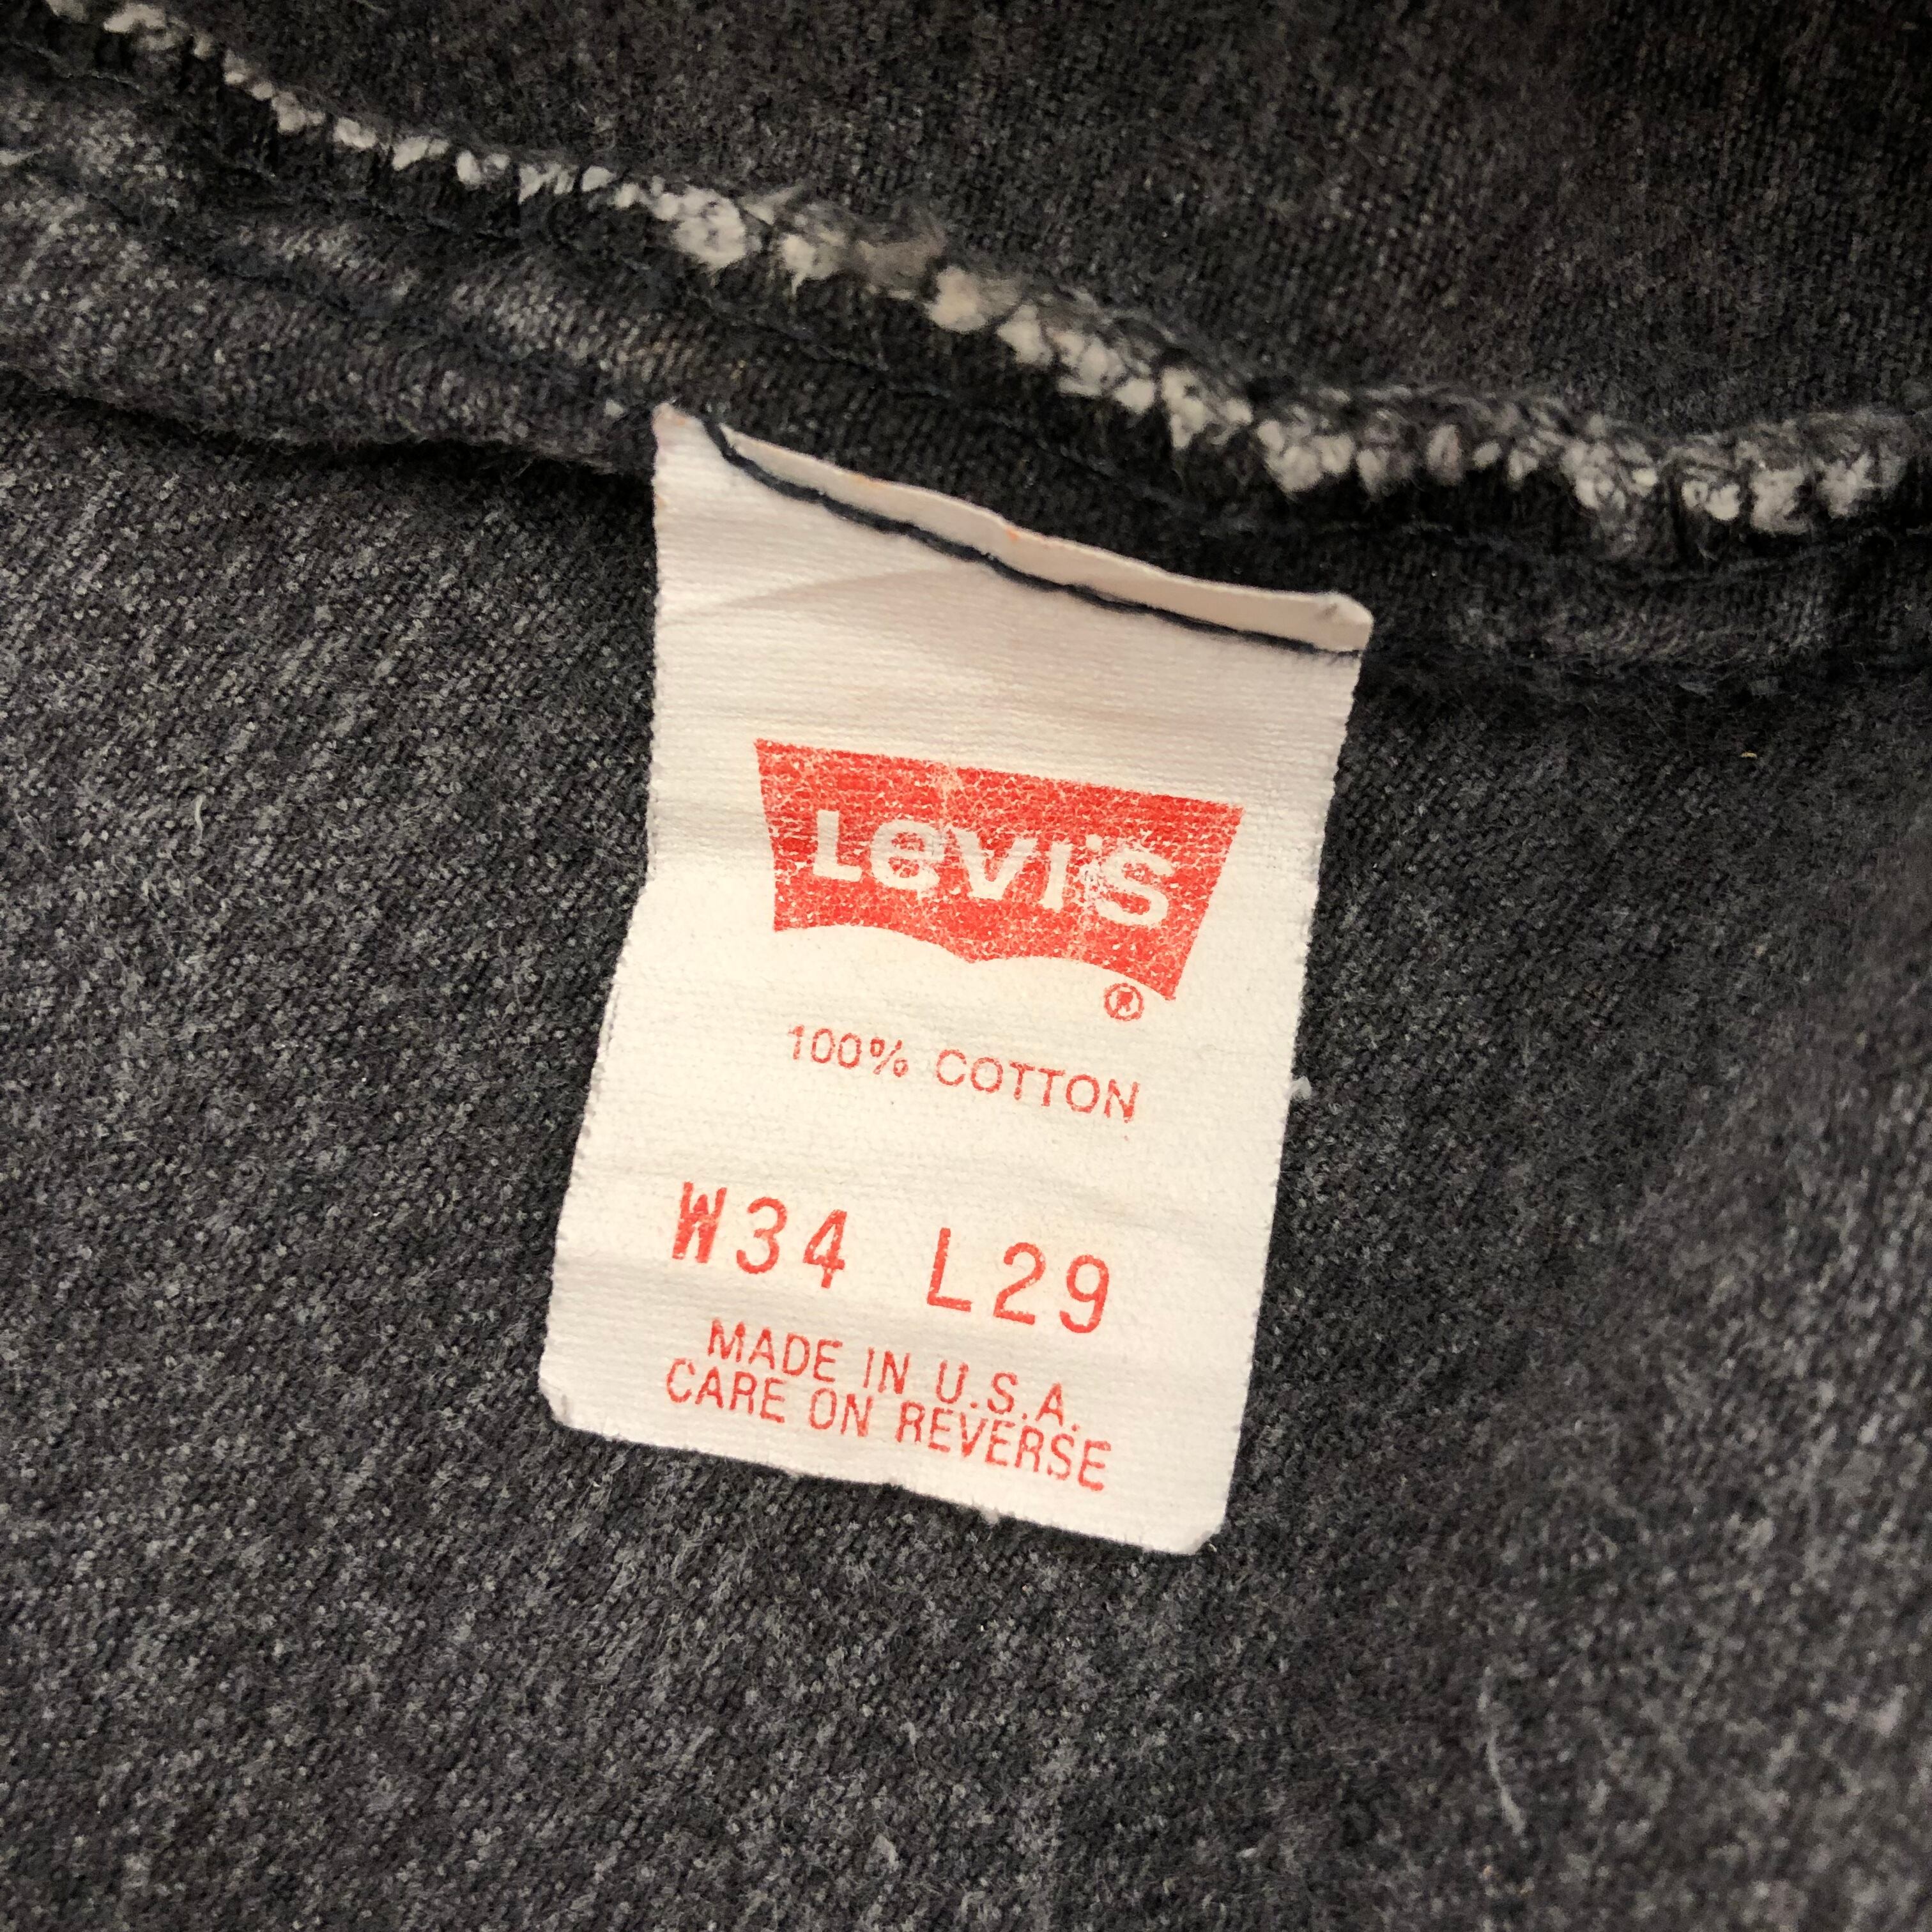 Levi's
®
100% COTTON
W34 L29
MADE IN U.S.A.
CARE ON REVERSE